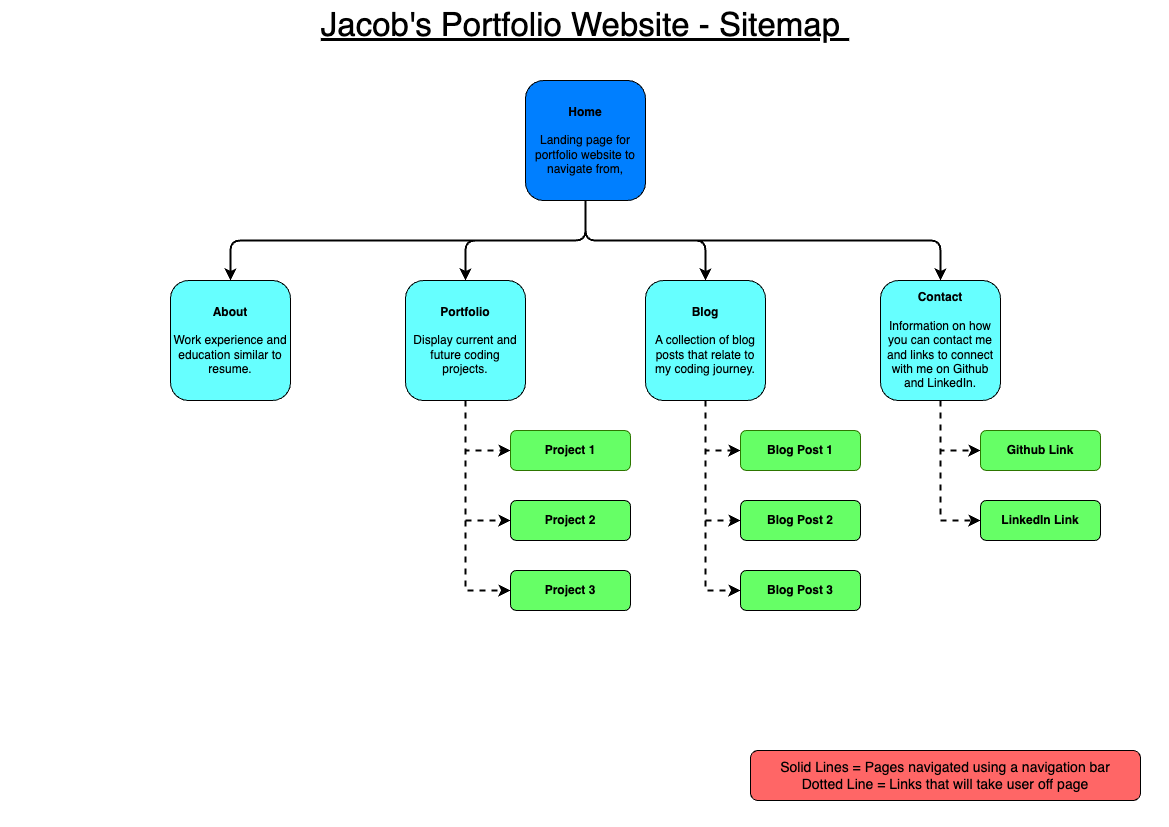 Jacob's Portfolio Website - Sitemap
Home
Landing page for
portfolio website to
navigate from,
About
Work experience and
education similar to
resume.
Portfolio
Display current and
future coding
projects.
Blog
A collection of blog
posts that relate to
my coding journey.
Contact
Information on how
you can contact me
and links to connect
with me on Github
and LinkedIn.
Project 1
Project 2
Project 3
Blog Post 1
Blog Post 2
Blog Post 3
Github Link
LinkedIn Link
Solid Lines = Pages navigated using a navigation bar
Dotted Line = Links that will take user off page